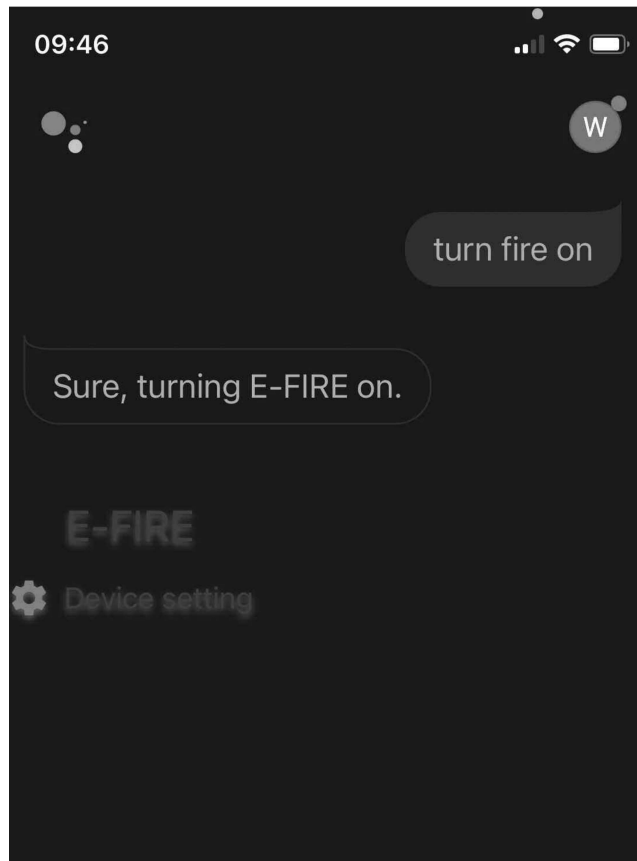 09:46
W
turn fire on
Sure, turning E-FIRE on.
E-FIRE
Device setting